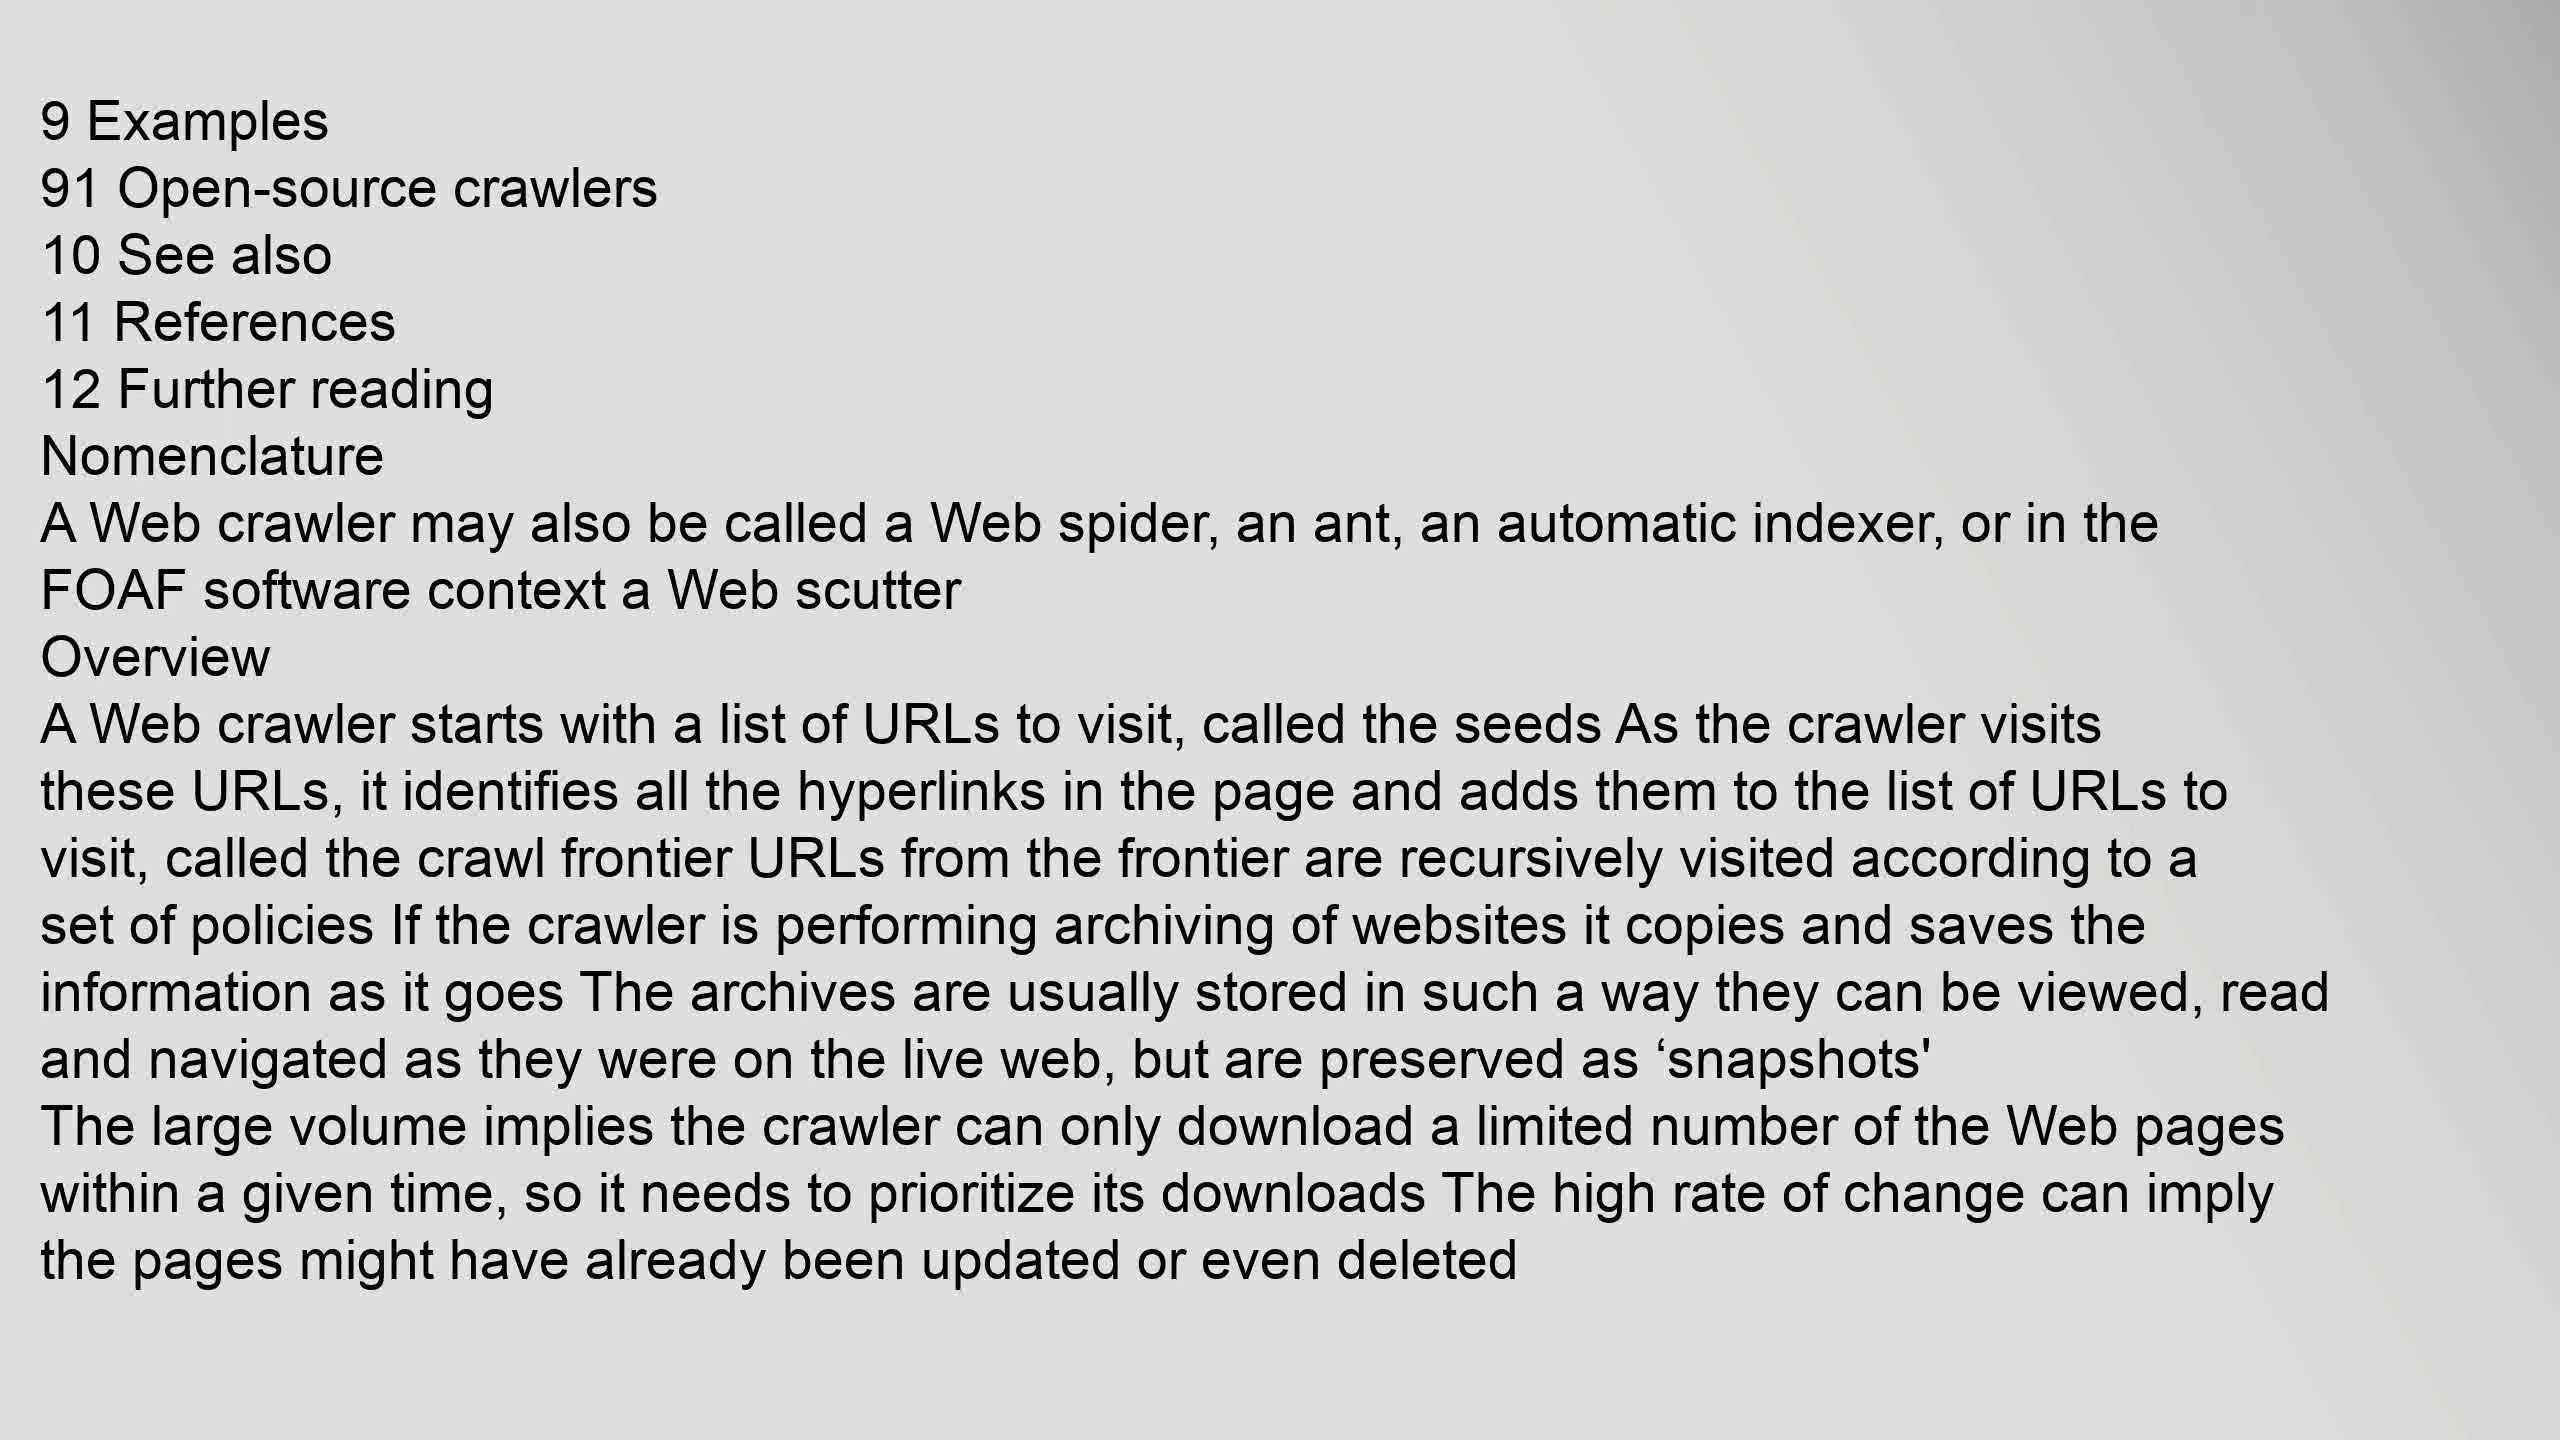 9 Examples
91 Open-source crawlers
10 See also
11 References
12 Further reading
Nomenclature
A Web crawler may also be called a Web spider, an ant, an automatic indexer, or in the
FOAF software context a Web scutter
Overview
A Web crawler starts with a list of URLs to visit, called the seeds As the crawler visits
these URLs, it identifies all the hyperlinks in the page and adds them to the list of URLs to
visit, called the crawl frontier URLs from the frontier are recursively visited according to a
set of policies If the crawler is performing archiving of websites it copies and saves the
information as it goes The archives are usually stored in such a way they can be viewed, read
and navigated as they were on the live web, but are preserved as ‘snapshots'
The large volume implies the crawler can only download a limited number of the Web pages
within a given time, so it needs to prioritize its downloads The high rate of change can imply
the pages might have already been updated or even deleted